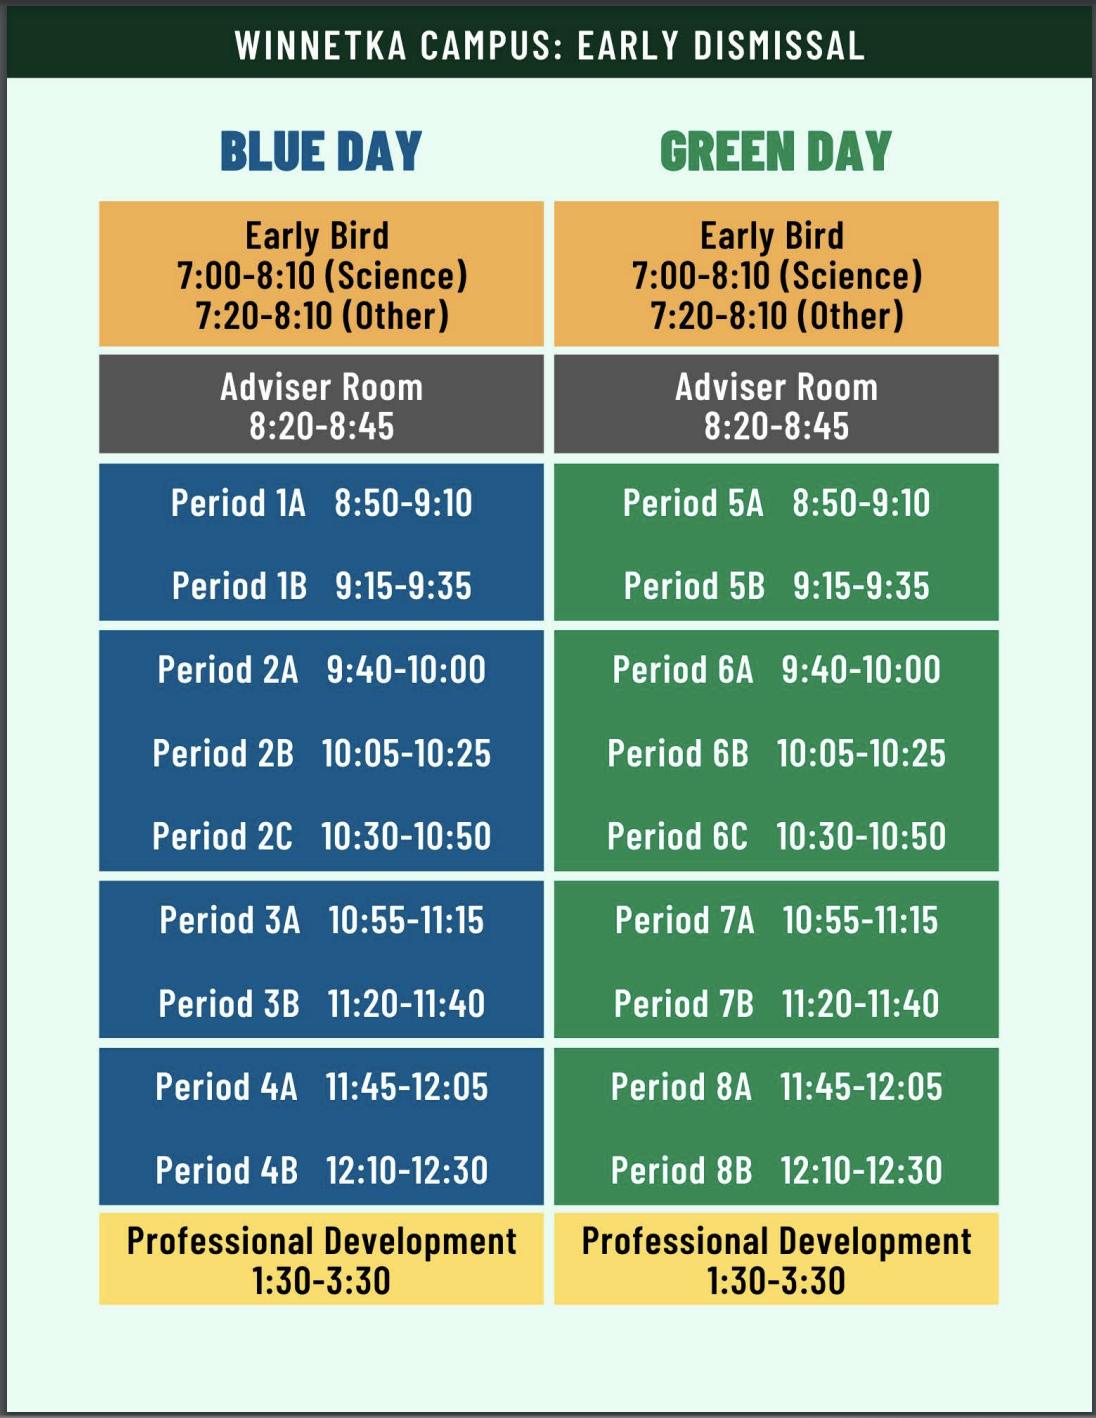 WINNETKA CAMPUS: EARLY DISMISSAL
BLUE DAY
Early Bird
7:00-8:10 (Science)
7:20-8:10 (Other)
Adviser Room
8:20-8:45
Period 1A 8:50-9:10
Period 1B 9:15-9:35
Period 2A 9:40-10:00
Period 2B 10:05-10:25
Period 2C 10:30-10:50
Period 3A 10:55-11:15
Period 3B 11:20-11:40
Period 4A 11:45-12:05
Period 4B 12:10-12:30
Professional Development
1:30-3:30
GREEN DAY
Early Bird
7:00-8:10 (Science)
7:20-8:10 (Other)
Adviser Room
8:20-8:45
Period 5A 8:50-9:10
Period 5B 9:15-9:35
Period 6A 9:40-10:00
Period 6B 10:05-10:25
Period 6C 10:30-10:50
Period 7A 10:55-11:15
Period 7B 11:20-11:40
Period 8A 11:45-12:05
Period 8B 12:10-12:30
Professional Development
1:30-3:30